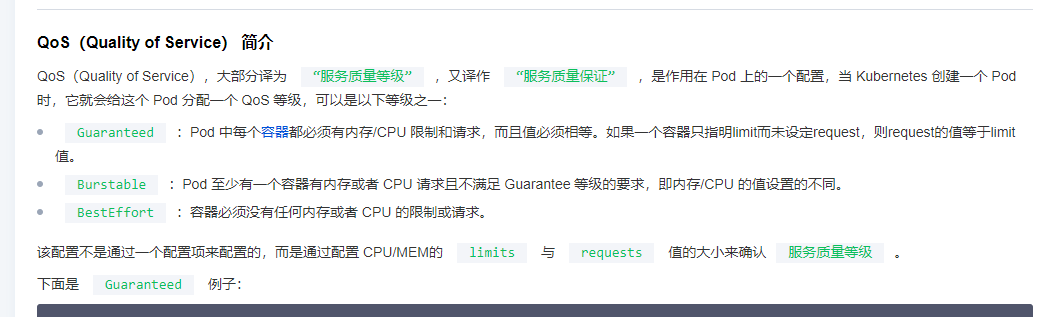 QoS（Quality of Service） 简介
QoS（Quality of Service），大部分译为 “服务质量等级” ，又译作 “服务质量保证” ，是作用在 Pod 上的一个配置，当 Kubernetes 创建一个 Pod
时，它就会给这个 Pod 分配一个 QoS 等级，可以是以下等级之一：
Guaranteed ：Pod 中每个容器都必须有内存/CPU 限制和请求，而且值必须相等。如果一个容器只指明limit而未设定request，则request的值等于limit
值。
Burstable ：Pod 至少有一个容器有内存或者 CPU 请求且不满足 Guarantee 等级的要求，即内存/CPU 的值设置的不同。
BestEffort ：容器必须没有任何内存或者 CPU 的限制或请求。
该配置不是通过一个配置项来配置的，而是通过配置 CPU/MEM的 limits 与 requests 值的大小来确认 服务质量等级 。
下面是 Guaranteed 例子：